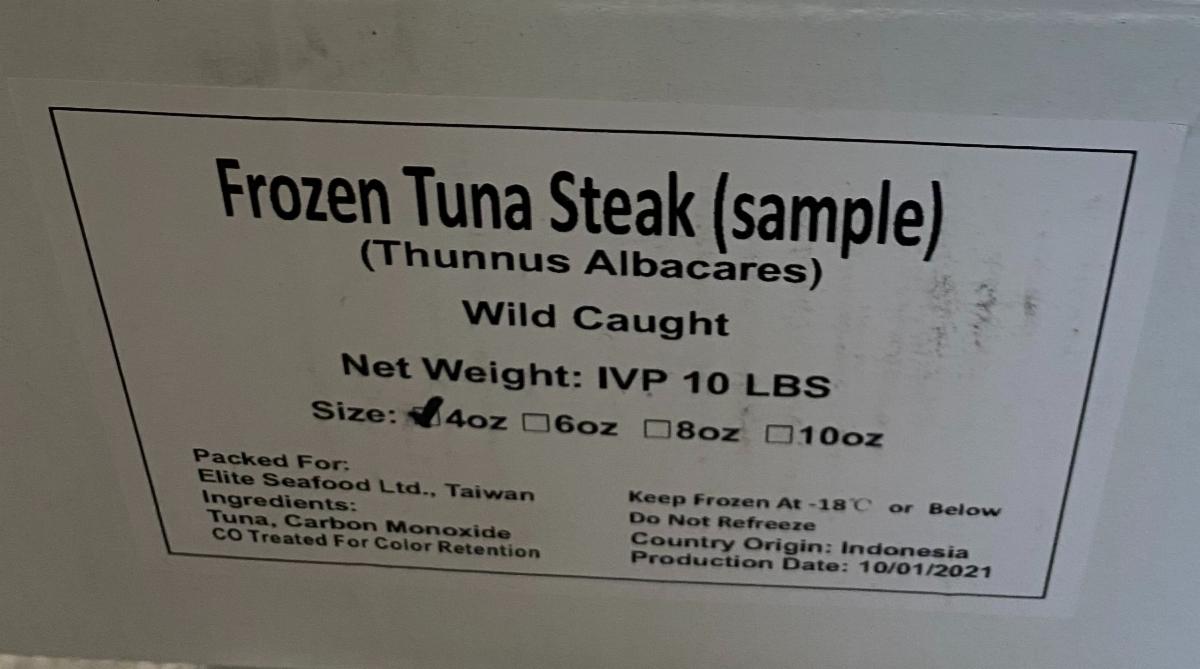 Frozen Tuna Steak (sample)
(Thunnus Albacares)
Wild Caught
Net Weight: IVP 10 LBS
Size: ☑4oz ☐6oz ☐8oz ☐10oz
Packed For:
Elite Seafood Ltd., Taiwan
Ingredients:
Tuna, Carbon Monoxide
CO Treated For Color Retention
Keep Frozen At -18℃ or Below
Do Not Refreeze
Country Origin: Indonesia
Production Date: 10/01/2021